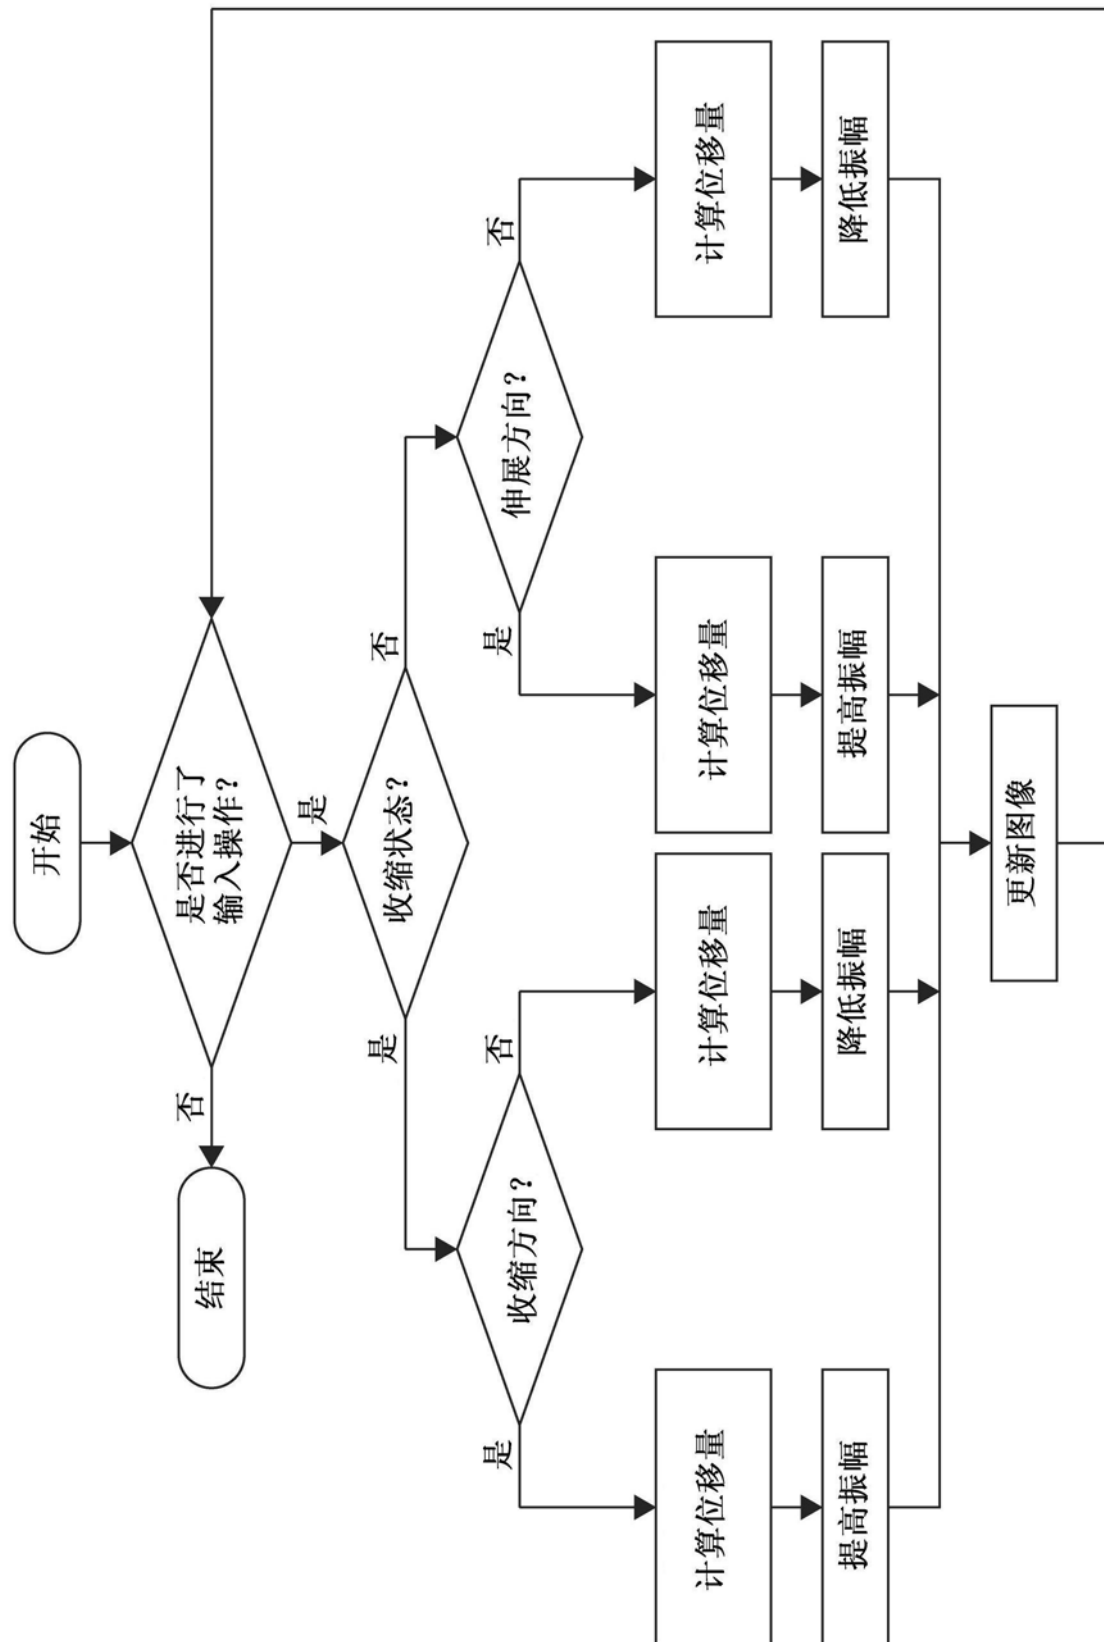 开始
是否进行了
输入操作？
否
结束
是
收缩状态？
是
否
收缩方向？
伸展方向？
是
否
是
否
计算位移量
计算位移量
计算位移量
计算位移量
提高振幅
降低振幅
提高振幅
降低振幅
更新图像